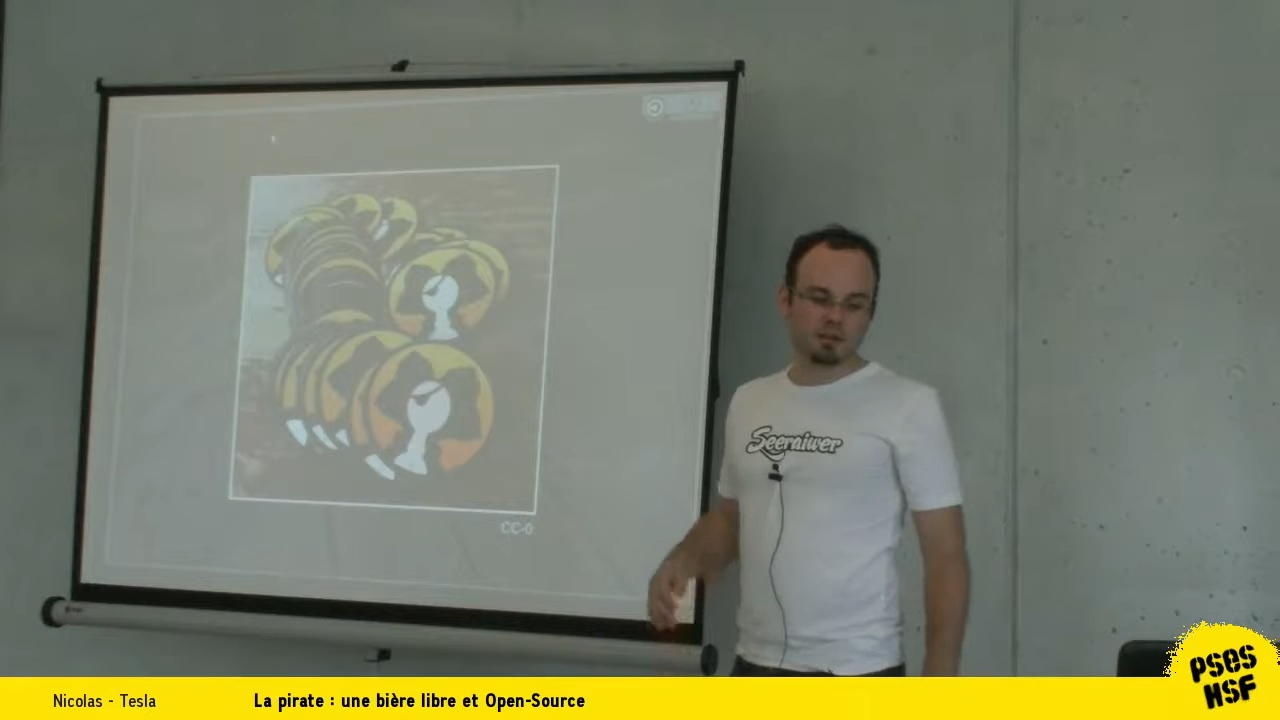 CC-0
Seeraiwer
Nicolas - Tesla
La pirate : une bière libre et Open-Source
PSES
HSF